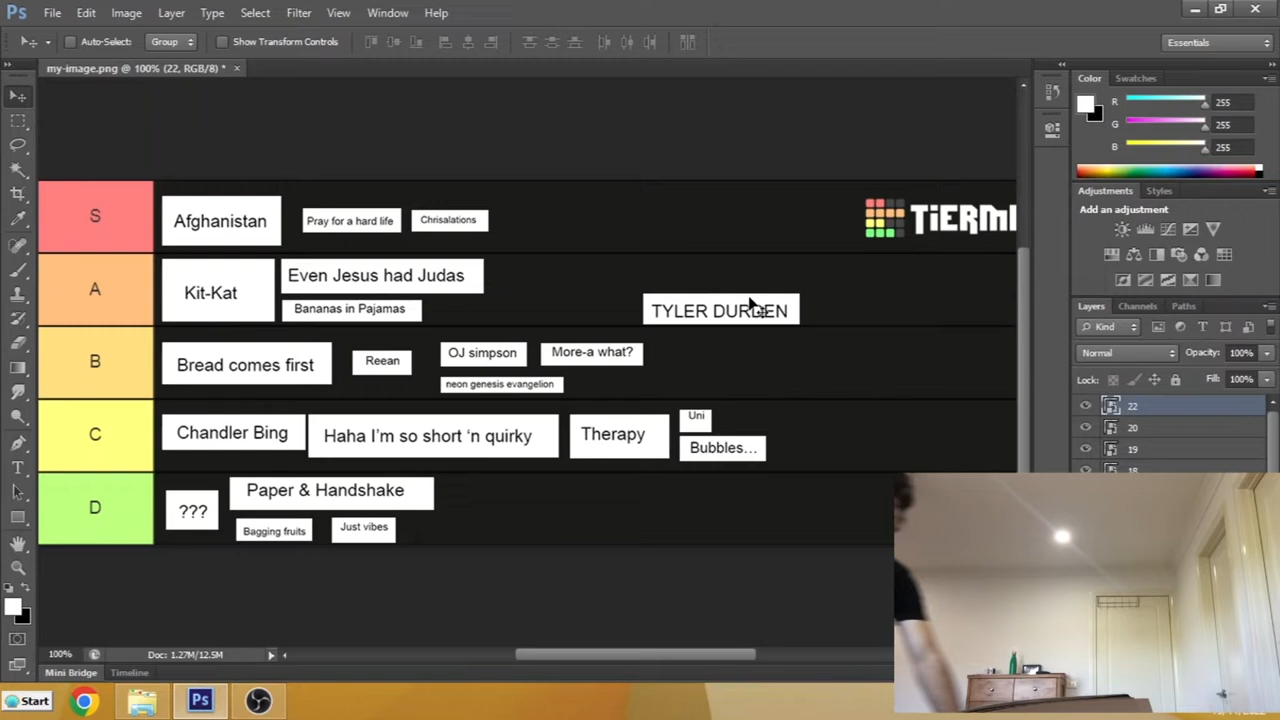 Ps File Edit Image Layer Type Select Filter View Window Help
Auto-Select: Group Show Transform Controls Essentials
my-image.png @ 100% (22, RGB/8) * ×
Color Swatches
R 255
G 255
B 255
Adjustments Styles
Add an adjustment
Layers Channels Paths
Kind
Normal Opacity: 100%
Lock: Fill: 100%
22
20
19
S Afghanistan Pray for a hard life Chrisalations
TiERM
A Kit-Kat Even Jesus had Judas
Bananas in Pajamas
TYLER DURDEN
B Bread comes first Reean OJ simpson More-a what?
neon genesis evangelion
C Chandler Bing Haha I'm so short 'n quirky Therapy Uni
Bubbles...
D ??? Paper & Handshake
Bagging fruits Just vibes
100% Doc: 1.27M/12.5M
Mini Bridge Timeline
Start Ps